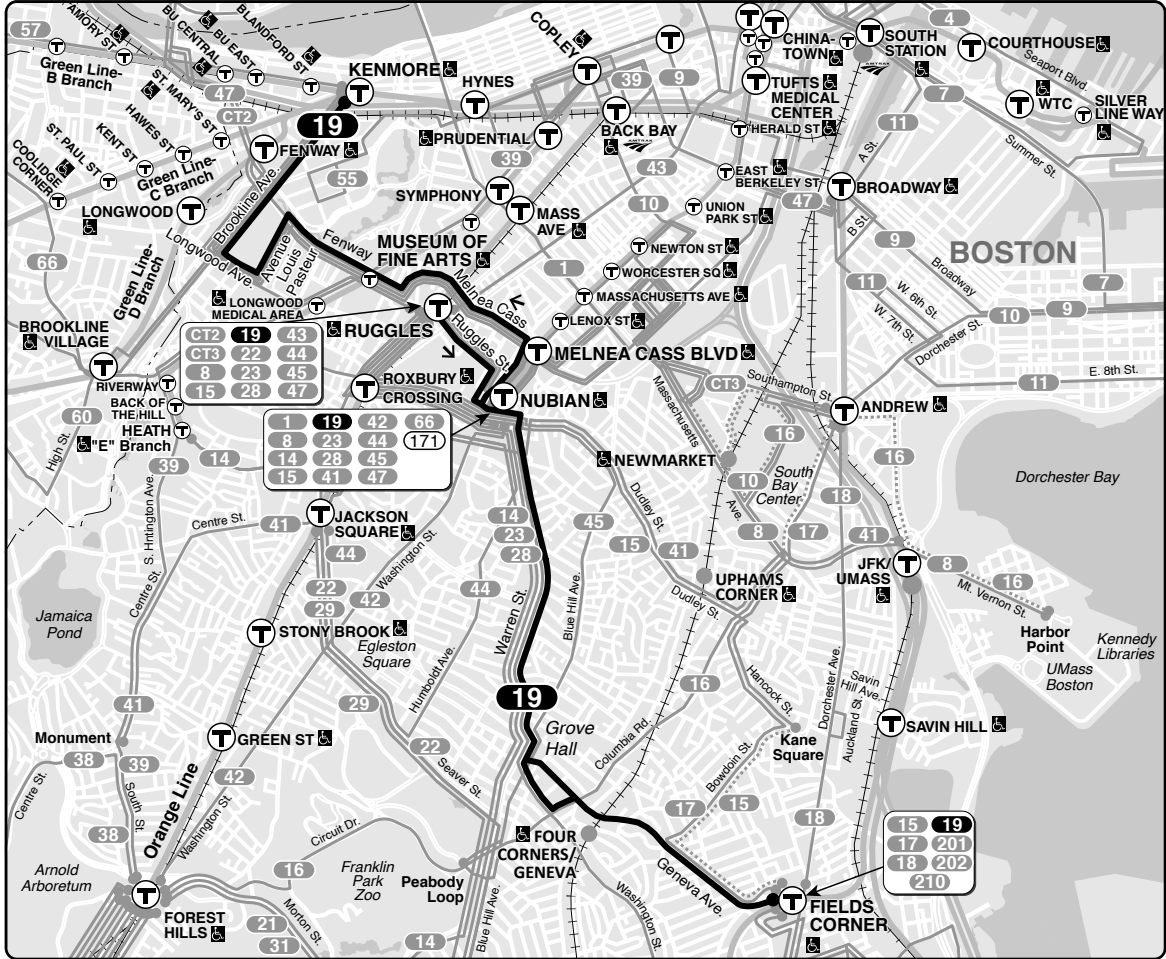 57
AMORY ST
BU CENTRAL
BU EAST
BLANDFORD ST
Green Line-
B Branch
ST. MARY'S ST
HAWES ST
KENT ST
ST. PAUL ST
COOLIDGE
CORNER
Green Line-
C Branch
47
CT2
KENMORE
19
HYNES
COPLEY
39
9
CHINA-
TOWN
SOUTH
STATION
AMTRAK
4
COURTHOUSE
Seaport Blvd.
7
WTC
SILVER
LINE WAY
TUFTS
MEDICAL
CENTER
HERALD ST
PRUDENTIAL
BACK BAY
AMTRAK
39
43
11
A St.
Summer St.
FENWAY
55
Brookline Ave.
SYMPHONY
MASS
AVE
10
EAST
BERKELEY ST
UNION
PARK ST
47
BROADWAY
B St.
9
LONGWOOD
Longwood Ave.
Avenue
Louis
Pasteur
Fenway
MUSEUM OF
FINE ARTS
NEWTON ST
WORCESTER SQ
1
MASSACHUSETTS AVE
LENOX ST
BOSTON
Broadway
11
W. 6th St.
W. 7th St.
7
10
9
Dorchester St.
E. 8th St.
11
66
Green Line-
D Branch
LONGWOOD
MEDICAL AREA
Melnea Cass
RUGGLES
Ruggles St.
MELNEA CASS BLVD
BROOKLINE
VILLAGE
CT2 19 43
CT3 22 44
8 23 45
15 28 47
RIVERWAY
BACK OF
THE HILL
HEATH
"E" Branch
60
High St.
39
14
ROXBURY
CROSSING
NUBIAN
1 19 42 66
8 23 44 171
14 28 45
15 41 47
Massachusetts
Ave.
CT3
Southampton St.
ANDREW
16
16
NEWMARKET
10
South
Bay
Center
18
Dorchester Bay
S. Hntington Ave.
Centre St.
41
JACKSON
SQUARE
44
Washington St.
14
23
28
45
Dudley St.
15
41
8
17
41
JFK/
UMASS
8
16
Mt. Vernon St.
Jamaica
Pond
Centre St.
22
29
42
44
Warren St.
Blue Hill Ave.
UPHAMS
CORNER
Dudley St.
Harbor
Point
Kennedy
Libraries
UMass
Boston
STONY BROOK
Egleston
Square
Humboldt Ave.
19
16
Hancock St.
Dorchester Ave.
Savin
Hill Ave.
Auckland St.
41
29
Monument
38
39
GREEN ST
42
22
Seaver St.
Grove
Hall
Columbia Rd.
Kane
Square
SAVIN HILL
Centre St.
South St.
38
Orange Line
Washington St.
Circuit Dr.
Bowdoin St.
17
15
18
15 19
17 201
18 202
210
Arnold
Arboretum
16
Franklin
Park
Zoo
Peabody
Loop
FOUR
CORNERS/
GENEVA
Geneva Ave.
FOREST
HILLS
21
31
Morton St.
14
Blue Hill Ave.
Washington St.
FIELDS
CORNER